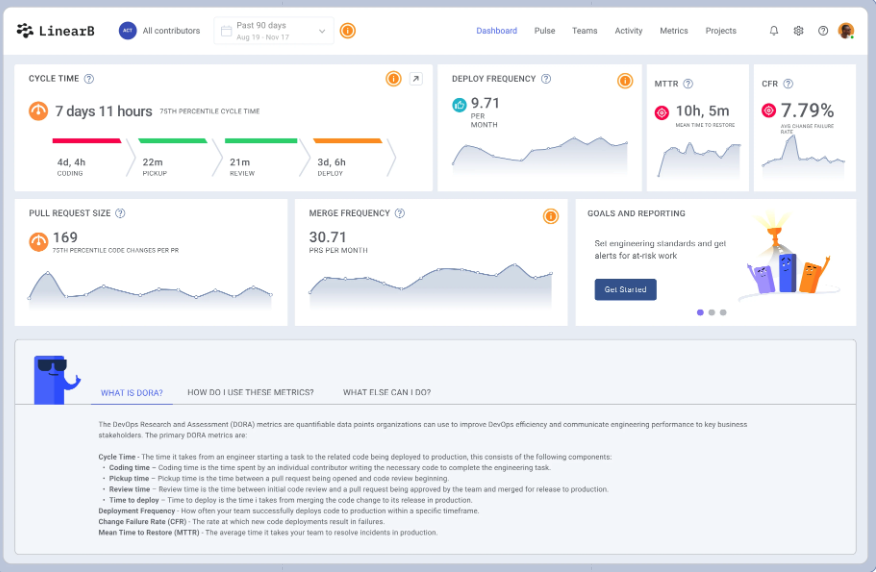 LinearB
ACT
All contributors
Past 90 days
Aug 19 - Nov 17
Dashboard
Pulse
Teams
Activity
Metrics
Projects
CYCLE TIME
7 days 11 hours
75TH PERCENTILE CYCLE TIME
4d, 4h
CODING
22m
PICKUP
21m
REVIEW
3d, 6h
DEPLOY
DEPLOY FREQUENCY
9.71
PER
MONTH
MTTR
10h, 5m
MEAN TIME TO RESTORE
CFR
7.79%
AVG CHANGE FAILURE
RATE
PULL REQUEST SIZE
169
75TH PERCENTILE CODE CHANGES PER PR
MERGE FREQUENCY
30.71
PRS PER MONTH
GOALS AND REPORTING
Set engineering standards and get
alerts for at-risk work
Get Started
WHAT IS DORA?
HOW DO I USE THESE METRICS?
WHAT ELSE CAN I DO?
The DevOps Research and Assessment (DORA) metrics are quantifiable data points organizations can use to improve DevOps efficiency and communicate engineering performance to key business
stakeholders. The primary DORA metrics are:
Cycle Time - The time it takes from an engineer starting a task to the related code being deployed to production, this consists of the following components:
• Coding time – Coding time is the time spent by an individual contributor writing the necessary code to complete the engineering task.
• Pickup time – Pickup time is the time between a pull request being opened and code review beginning.
• Review time – Review time is the time between initial code review and a pull request being approved by the team and merged for release to production.
• Time to deploy – Time to deploy is the time i takes from merging the code change to its release in production.
Deployment Frequency - How often your team successfully deploys code to production within a specific timeframe.
Change Failure Rate (CFR) - The rate at which new code deployments result in failures.
Mean Time to Restore (MTTR) - The average time it takes your team to resolve incidents in production.